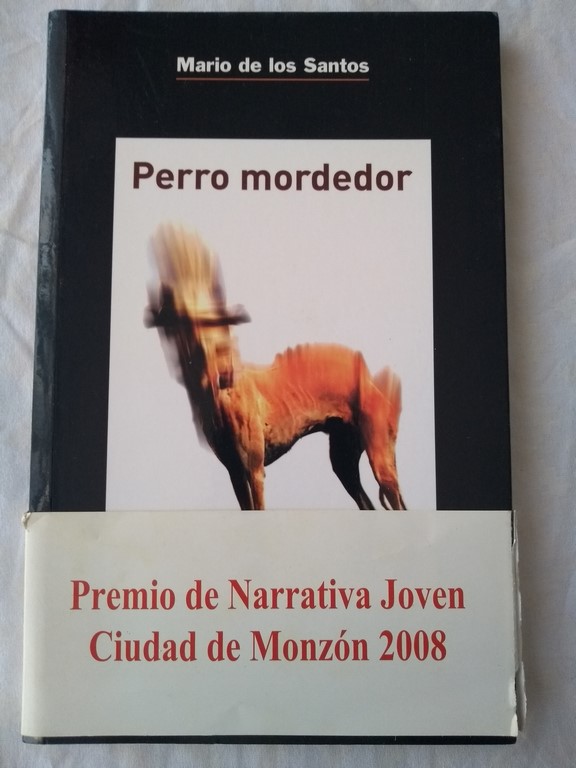 Mario de los Santos
Perro mordedor
Premio de Narrativa Joven
Ciudad de Monzón 2008